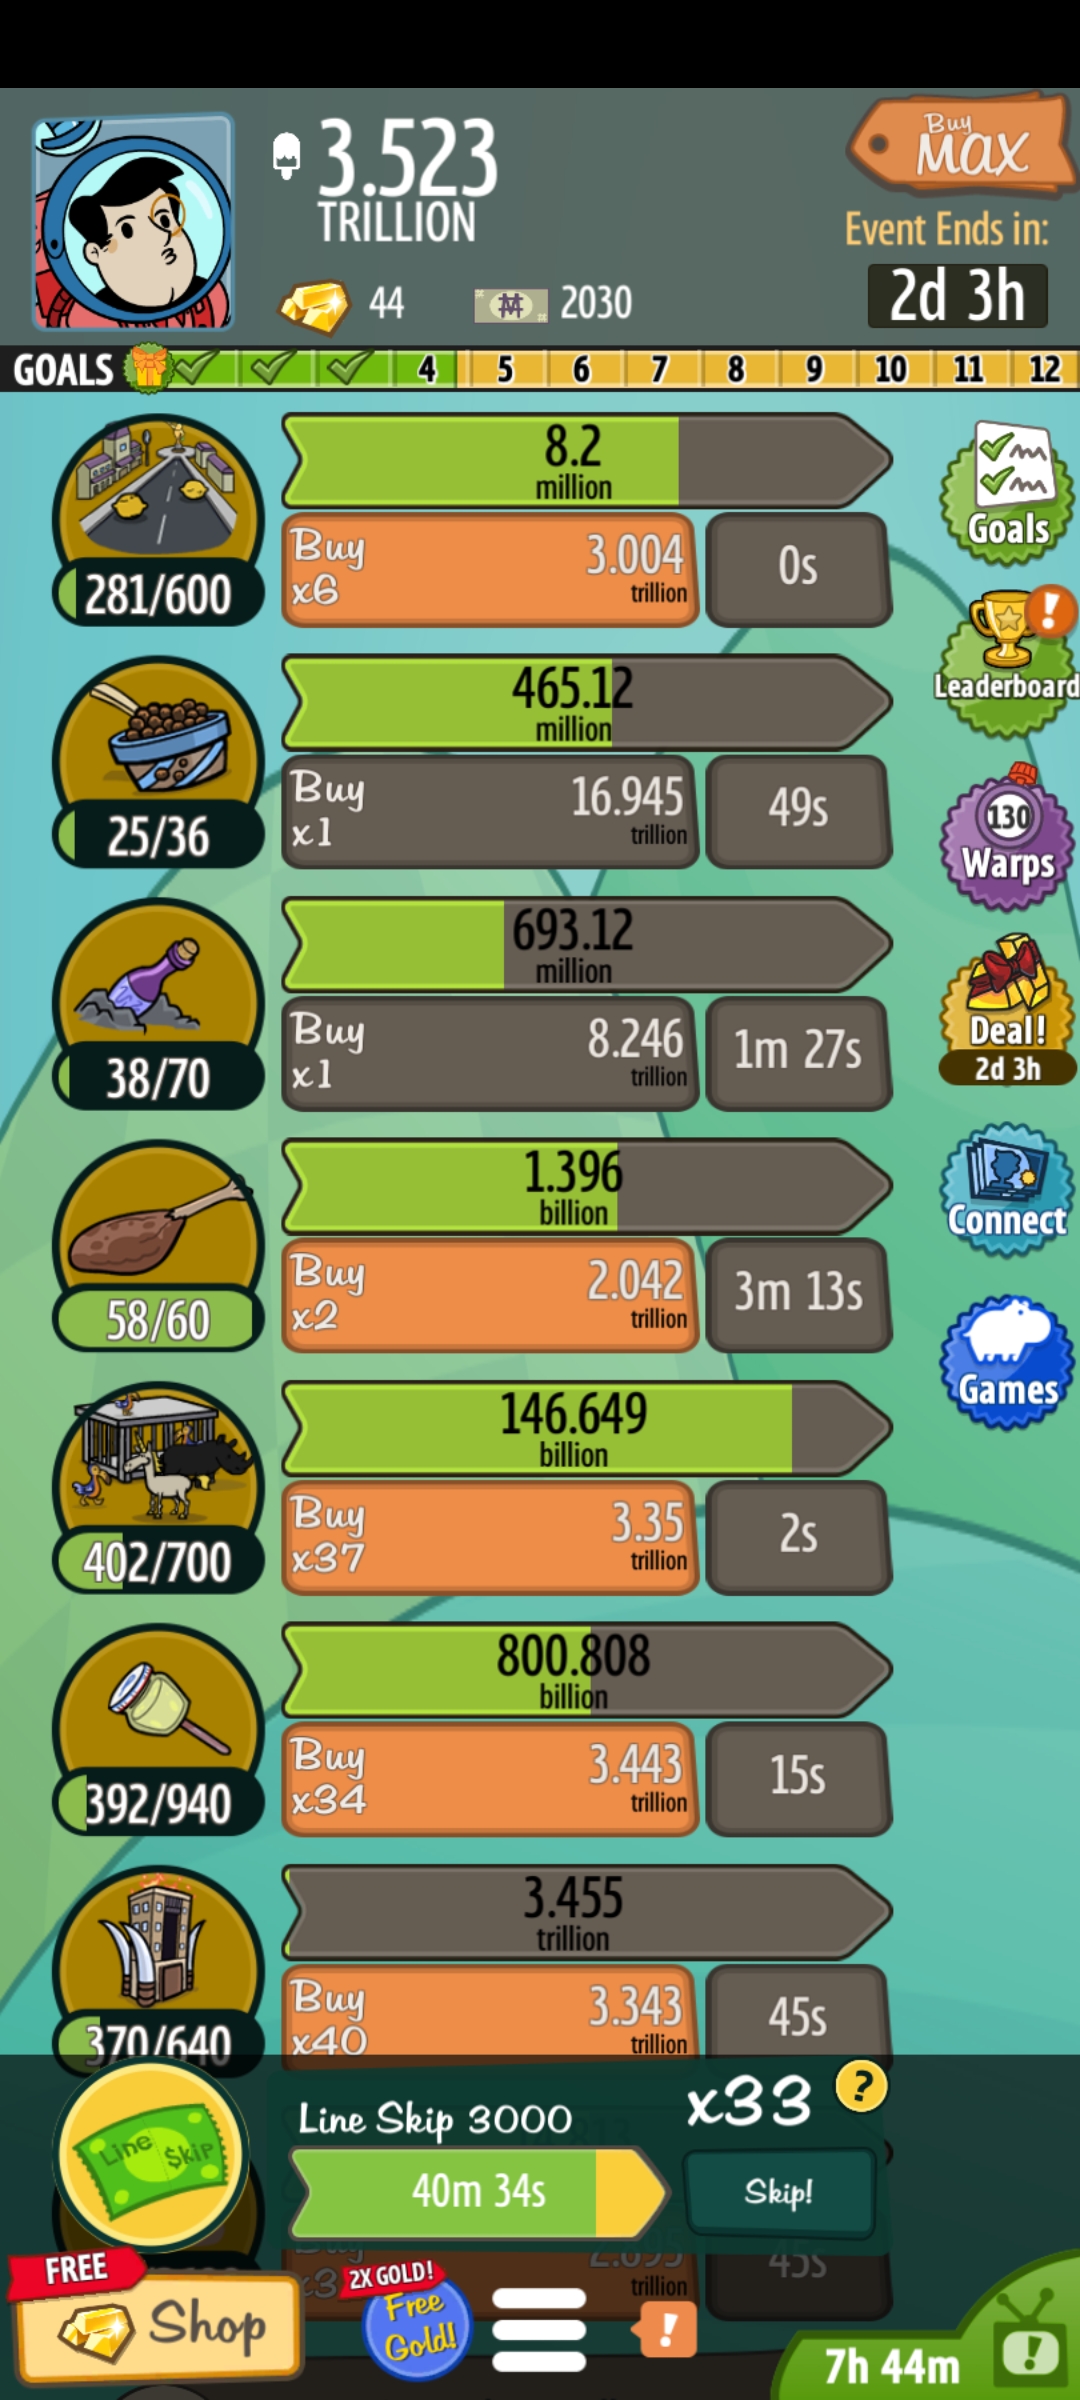 3.523
TRILLION
Buy
MAX
Event Ends in:
2d 3h
44
2030
GOALS
4 5 6 7 8 9 10 11 12
8.2
million
Buy
x6
3.004
trillion
0s
281/600
Goals
Leaderboard
465.12
million
Buy
x1
16.945
trillion
49s
25/36
130
Warps
693.12
million
Buy
x1
8.246
trillion
1m 27s
38/70
Deal!
2d 3h
1.396
billion
Buy
x2
2.042
trillion
3m 13s
58/60
Connect
146.649
billion
Buy
x37
3.35
trillion
2s
402/700
Games
800.808
billion
Buy
x34
3.443
trillion
15s
392/940
3.455
trillion
Buy
x40
3.343
trillion
45s
370/640
Line Skip
Line Skip 3000
x33
?
40m 34s
Skip!
Buy
trillion
45s
FREE
Shop
2X GOLD!
Free
Gold!
!
7h 44m
!